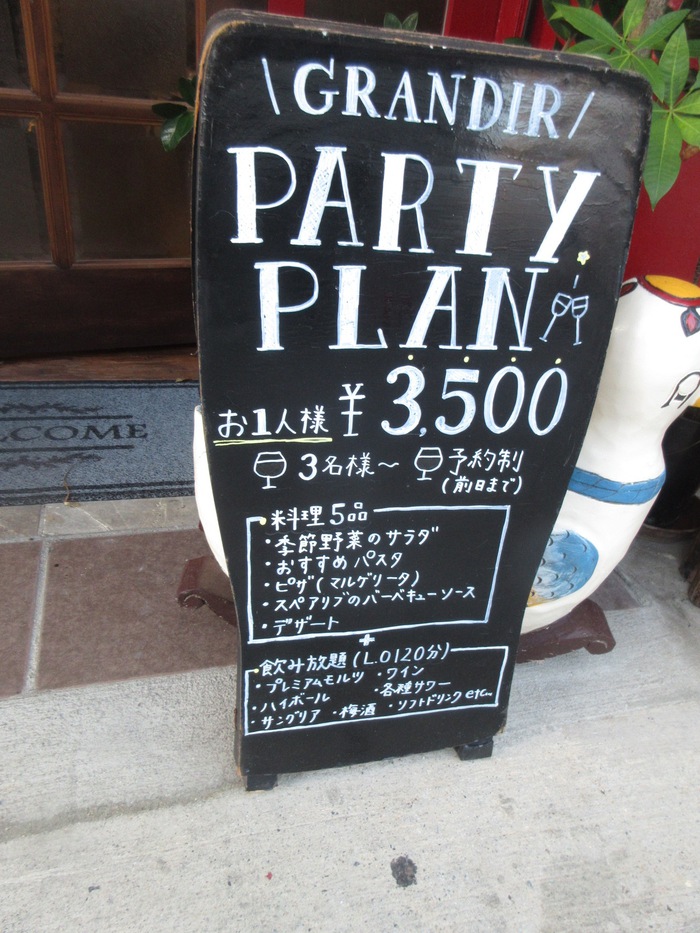 \GRANDIR/
PARTY
PLAN
お1人様 ¥3,500
3名様〜 予約制
(前日まで)
料理5品
・季節野菜のサラダ
・おすすめパスタ
・ピザ(マルゲリータ)
・スペアリブのバーベキューソース
・デザート
+
飲み放題(L.O120分)
・プレミアムモルツ ・ワイン
・ハイボール ・各種サワー
・サングリア ・梅酒 ・ソフトドリンク etc...
COME